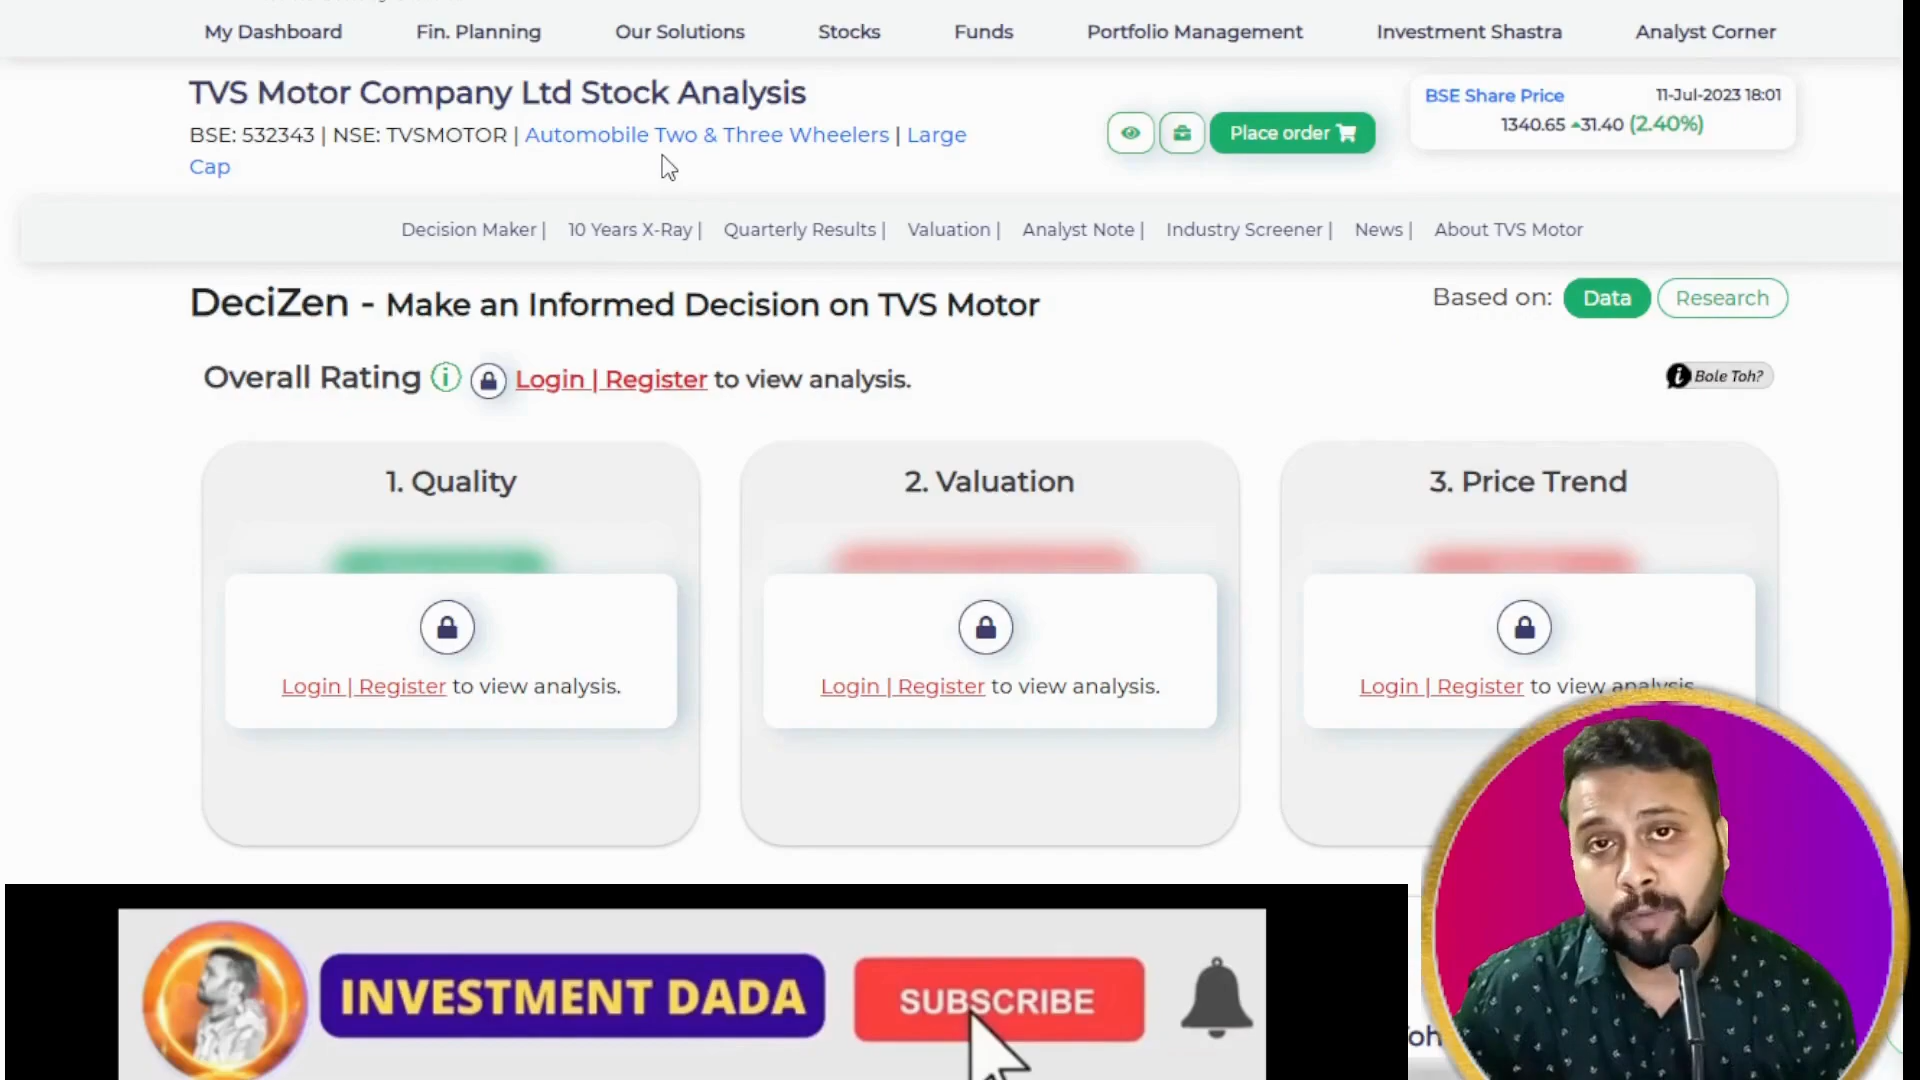 My Dashboard Fin. Planning Our Solutions Stocks Funds Portfolio Management Investment Shastra Analyst Corner
TVS Motor Company Ltd Stock Analysis
BSE: 532343 | NSE: TVSMOTOR | Automobile Two & Three Wheelers | Large
Cap
Place order
BSE Share Price 11-Jul-2023 18:01
1340.65 31.40 (2.40%)
Decision Maker | 10 Years X-Ray | Quarterly Results | Valuation | Analyst Note | Industry Screener | News | About TVS Motor
DeciZen - Make an Informed Decision on TVS Motor
Based on: Data Research
Overall Rating Login | Register to view analysis.
Bole Toh?
1. Quality
Login | Register to view analysis.
2. Valuation
Login | Register to view analysis.
3. Price Trend
Login | Register to view analysis
INVESTMENT DADA
SUBSCRIBE